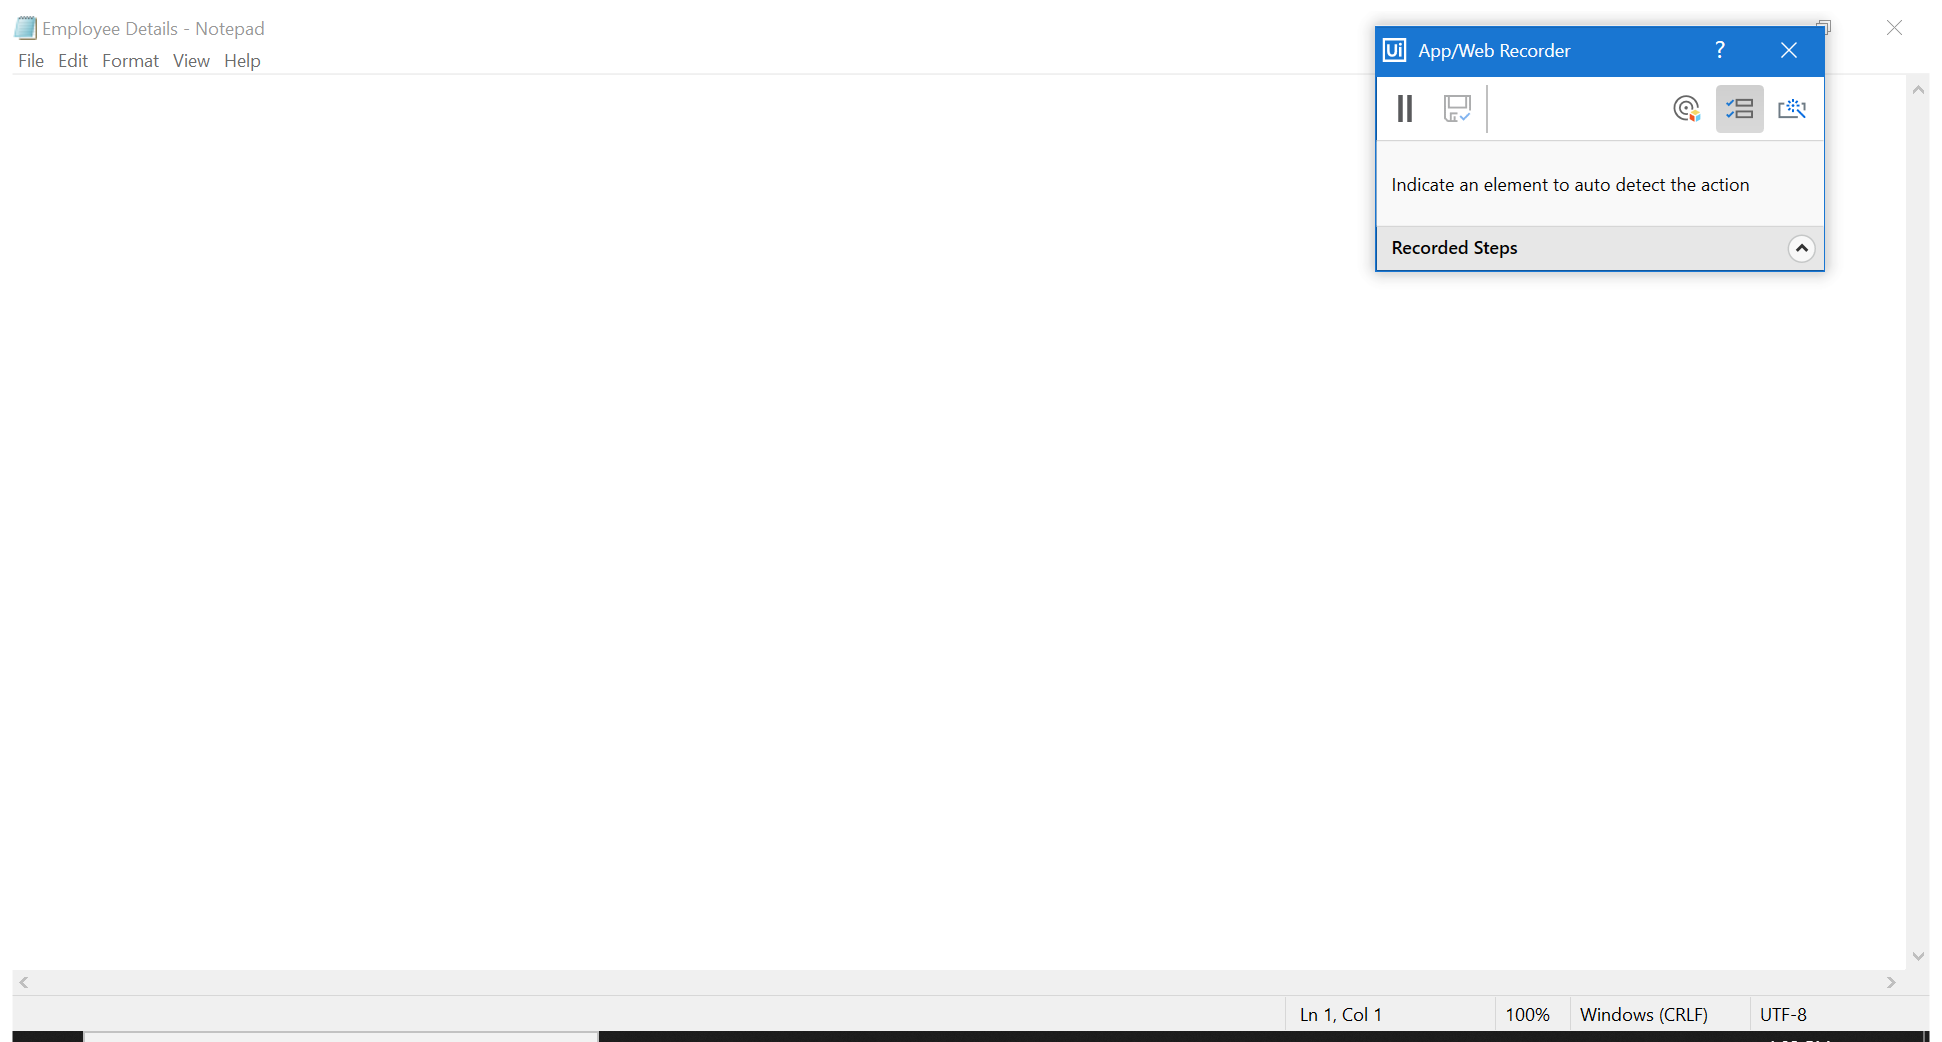 Employee Details - Notepad
File Edit Format View Help
Ui App/Web Recorder ?
Indicate an element to auto detect the action
Recorded Steps
Ln 1, Col 1 100% Windows (CRLF) UTF-8